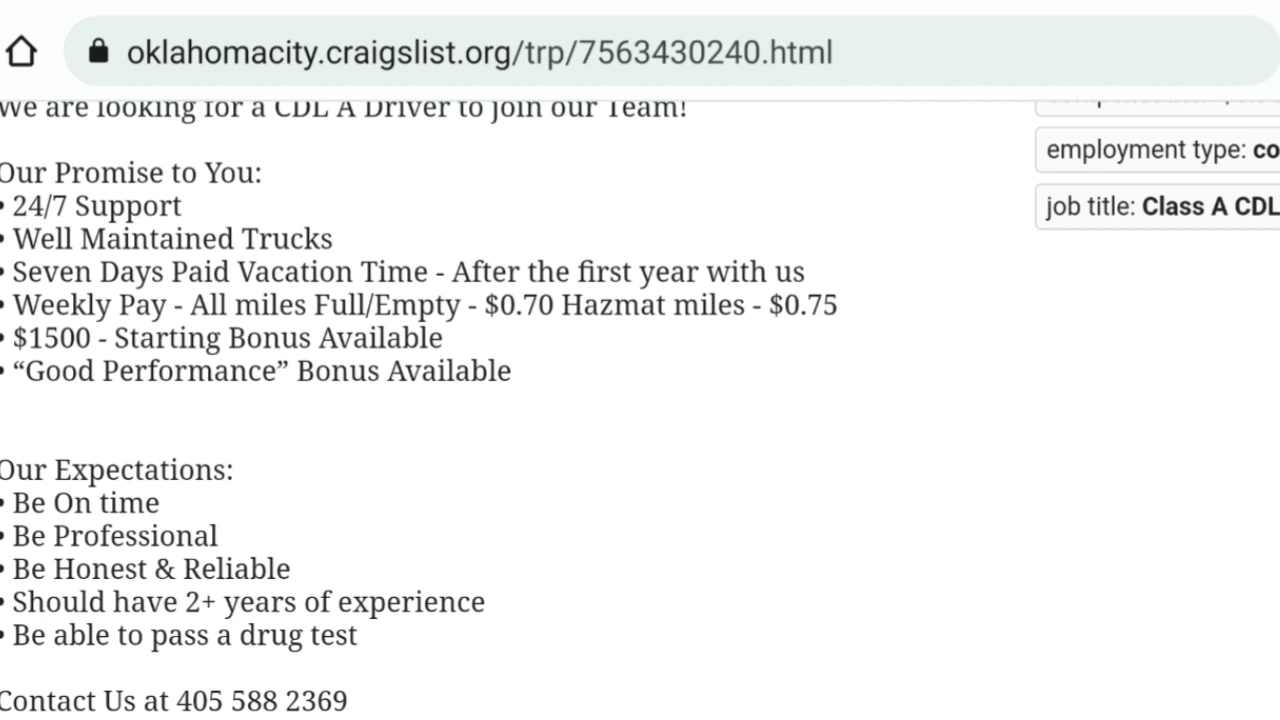 oklahomacity.craigslist.org/trp/7563430240.html
We are looking for a CDL A Driver to join our Team!
employment type: co
Our Promise to You:
• 24/7 Support
job title: Class A CDL
• Well Maintained Trucks
• Seven Days Paid Vacation Time - After the first year with us
• Weekly Pay - All miles Full/Empty - $0.70 Hazmat miles - $0.75
• $1500 - Starting Bonus Available
• “Good Performance” Bonus Available
Our Expectations:
• Be On time
• Be Professional
• Be Honest & Reliable
• Should have 2+ years of experience
• Be able to pass a drug test
Contact Us at 405 588 2369